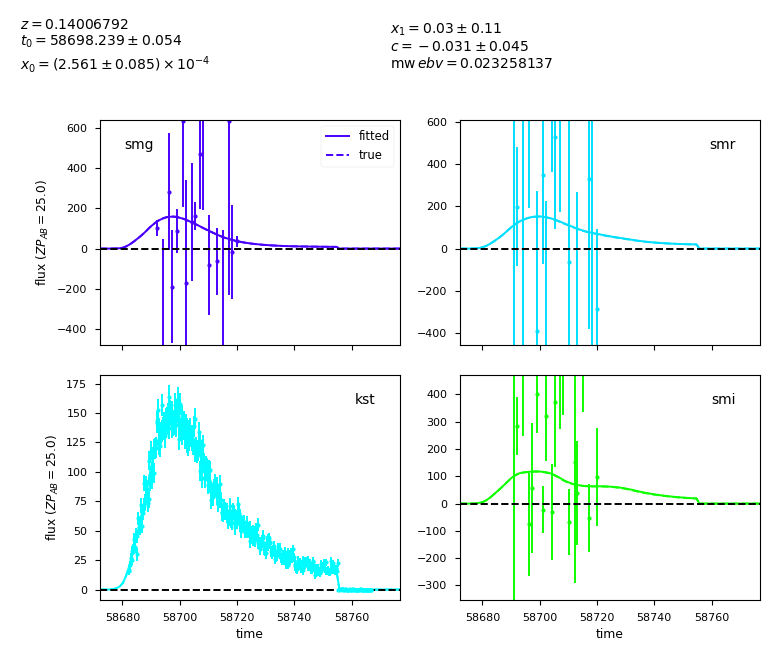 z = 0.14006792
t₀ = 58698.239 ± 0.054
x₀ = (2.561 ± 0.085) × 10⁻⁴
x₁ = 0.03 ± 0.11
c = −0.031 ± 0.045
mw ebv = 0.023258137
smg
fitted
true
600
400
200
0
−200
−400
flux (ZP_AB = 25.0)
smr
600
400
200
0
−200
−400
kst
175
150
125
100
75
50
25
0
flux (ZP_AB = 25.0)
58680 58700 58720 58740 58760
time
smi
400
300
200
100
0
−100
−200
−300
58680 58700 58720 58740 58760
time